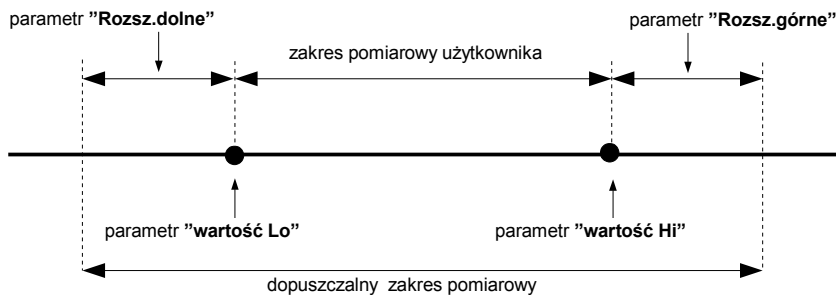 parametr ”Rozsz.dolne”
parametr ”Rozsz.górne”
zakres pomiarowy użytkownika
parametr ”wartość Lo”
parametr ”wartość Hi”
dopuszczalny zakres pomiarowy